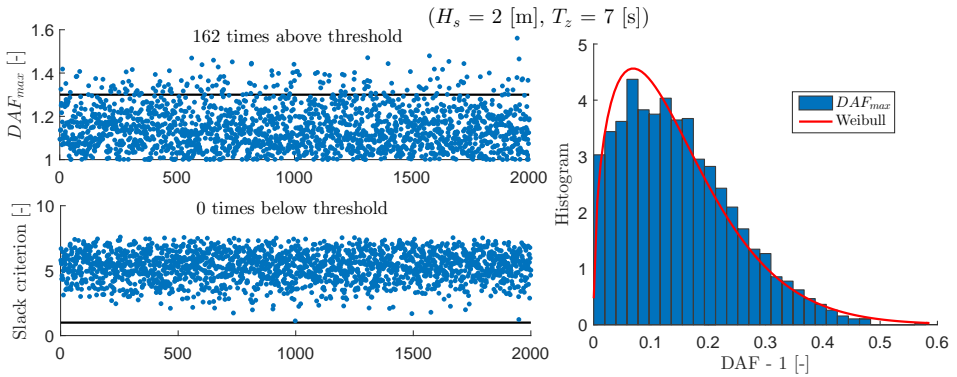 (H_s = 2 [m], T_z = 7 [s])
162 times above threshold
DAF_max [-]
1.6
1.4
1.2
1
0 500 1000 1500 2000
0 times below threshold
Slack criterion [-]
10
5
0
0 500 1000 1500 2000
Histogram
5
4
3
2
1
0
0 0.1 0.2 0.3 0.4 0.5 0.6
DAF - 1 [-]
DAF_max
Weibull